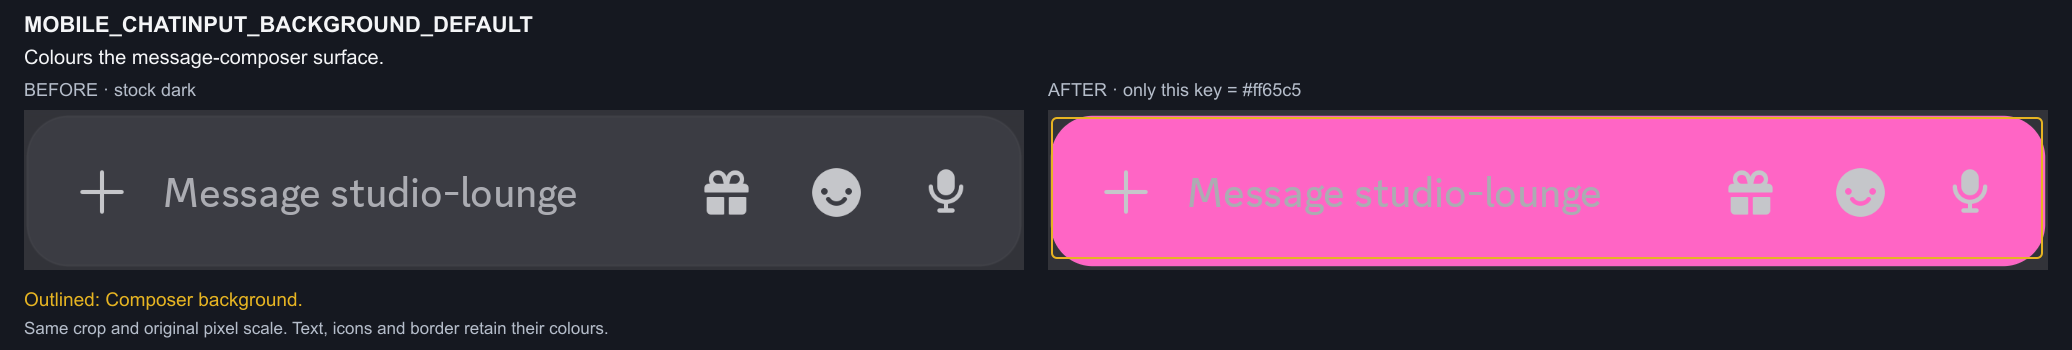 MOBILE_CHATINPUT_BACKGROUND_DEFAULT
Colours the message-composer surface.
BEFORE · stock dark
AFTER · only this key = #ff65c5
Message studio-lounge
Message studio-lounge
Outlined: Composer background.
Same crop and original pixel scale. Text, icons and border retain their colours.